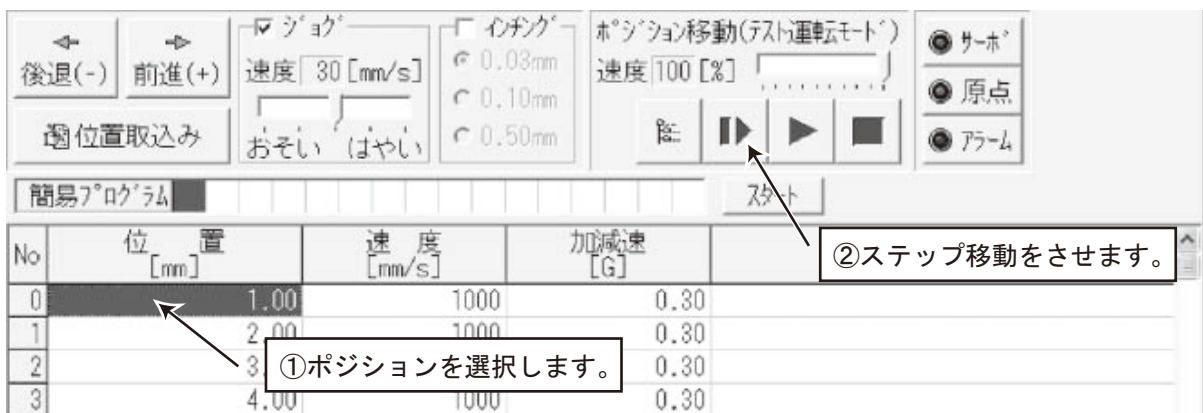 後退(-) 前進(+)
位置取込み
ジョグ
速度 30 [mm/s]
おそい はやい
インチング
0.03mm
0.10mm
0.50mm
ポジション移動(テスト運転モード)
速度 100 [%]
サーボ
原点
アラーム
簡易プログラム スタート
No 位 置 [mm] 速 度 [mm/s] 加減速 [G]
②ステップ移動をさせます。
0 1.00 1000 0.30
1 2.00 1000 0.30
①ポジションを選択します。
2 3. 0.30
3 4.00 1000 0.30